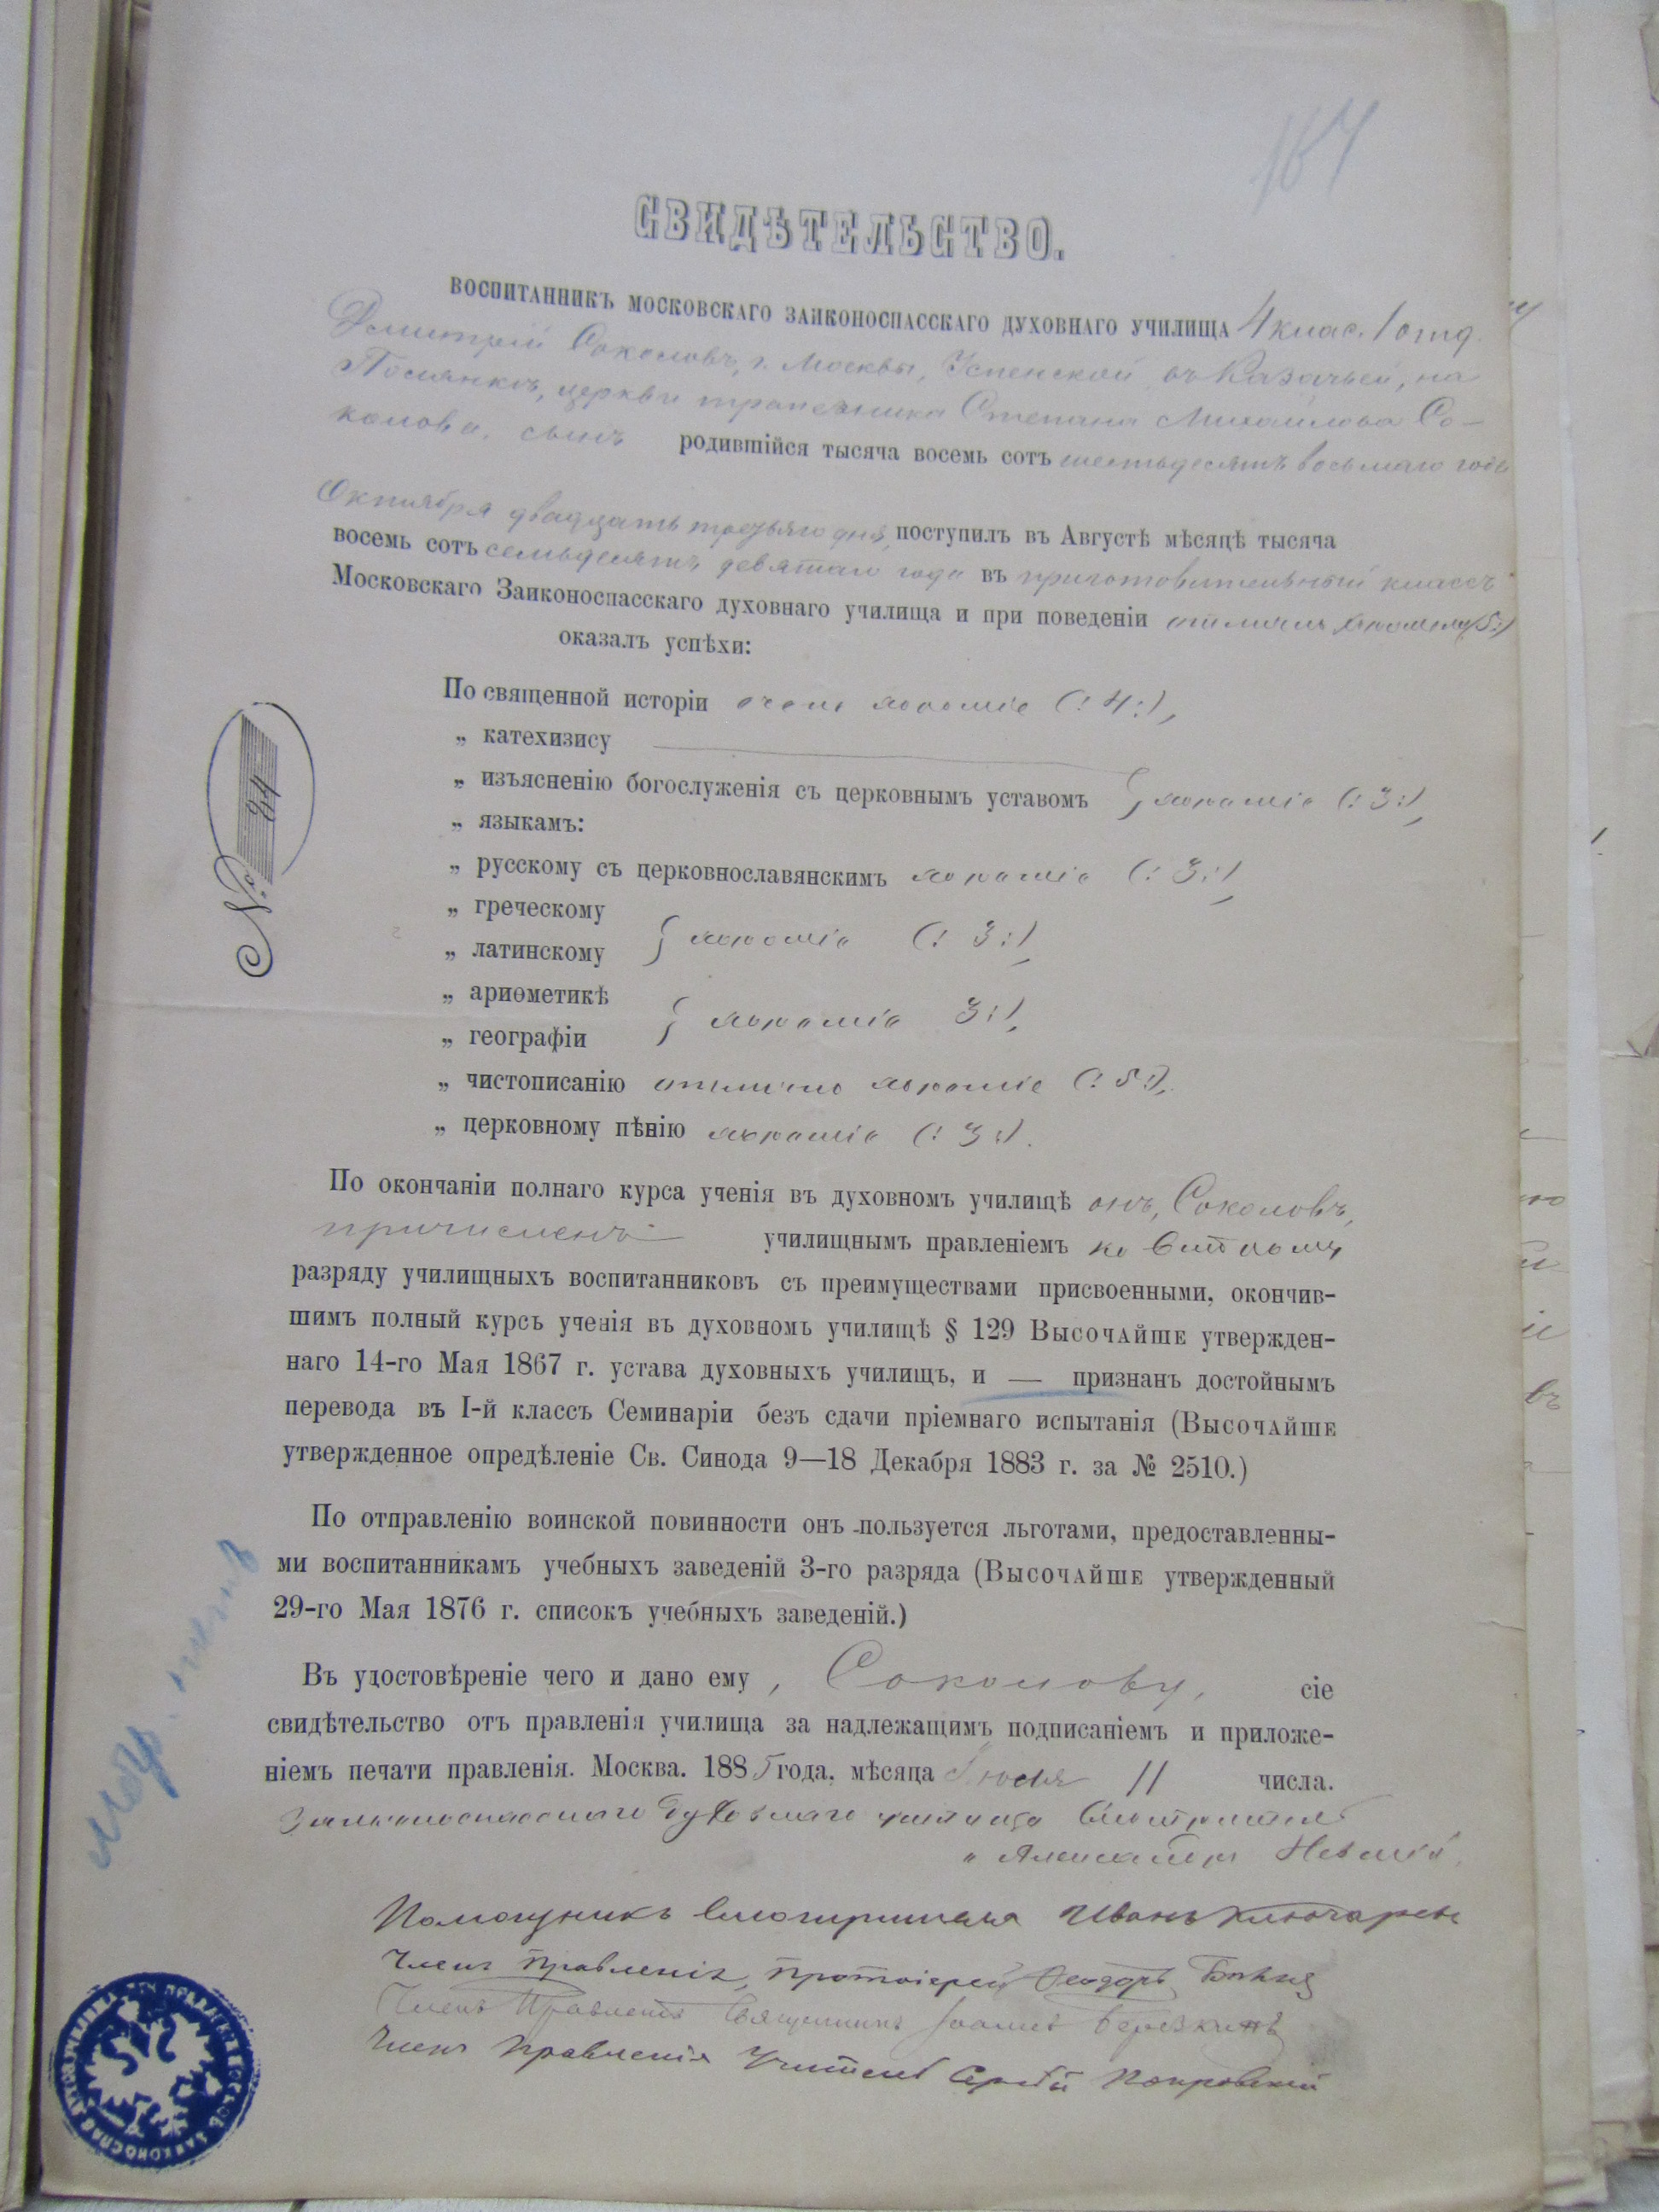 164
СВИДѢТЕЛЬСТВО.
ВОСПИТАННИКЪ МОСКОВСКАГО ЗАИКОНОСПАССКАГО ДУХОВНАГО УЧИЛИЩА 4 клас. 1 отд.
Димитрій Соколовъ, г. Москвы, Успенской, въ Казачьей, на
Полянкѣ, церкви трапезника Стефана Михайлова Со-
колова, сынъ родившійся тысяча восемь сотъ шестьдесятъ восьмаго года
Октября двадцать третьяго дня, поступилъ въ Августѣ мѣсяцѣ тысяча
восемь сотъ семьдесятъ девятаго года въ приготовительный классъ
Московскаго Заиконоспасскаго духовнаго училища и при поведеніи отлично хорошемъ (5:)
оказалъ успѣхи:
По священной исторіи очень хорошіе (: 4 :),
„ катехизису
„ изъясненію богослуженія съ церковнымъ уставомъ } хорошіе (: 3 :),
„ языкамъ:
„ русскому съ церковнославянскимъ хорошіе (: 3 :),
„ греческому
„ латинскому } хорошіе (: 3 :),
„ ариѳметикѣ
„ географіи } хорошіе 3 :),
„ чистописанію отлично хорошіе (: 5 :),
„ церковному пѣнію хорошіе (: 3 :).
№ 84
По окончаніи полнаго курса ученія въ духовномъ училищѣ онъ, Соколовъ,
причисленъ училищнымъ правленіемъ ко второму
разряду училищныхъ воспитанниковъ съ преимуществами присвоенными, окончив-
шимъ полный курсъ ученія въ духовномъ училищѣ § 129 ВЫСОЧАЙШЕ утвержден-
наго 14-го Мая 1867 г. устава духовныхъ училищъ, и — признанъ достойнымъ
перевода въ I-й классъ Семинаріи безъ сдачи пріемнаго испытанія (ВЫСОЧАЙШЕ
утвержденное опредѣленіе Св. Синода 9—18 Декабря 1883 г. за № 2510.)
По отправленію воинской повинности онъ пользуется льготами, предоставленны-
ми воспитанникамъ учебныхъ заведеній 3-го разряда (ВЫСОЧАЙШЕ утвержденный
29-го Мая 1876 г. списокъ учебныхъ заведеній.)
Въ удостовѣреніе чего и дано ему, Соколову, сіе
свидѣтельство отъ правленія училища за надлежащимъ подписаніемъ и приложе-
ніемъ печати правленія. Москва. 1885 года, мѣсяца Іюня 11 числа.
Заиконоспасскаго духовнаго училища Смотритель
Александръ Невскій
Помощникъ смотрителя Иванъ Ключаревъ
Членъ Правленія, Протоіерей Ѳеодоръ
Членъ Правленія Священникъ Іоаннъ Березкинъ
Членъ Правленія Учитель Сергѣй Покровскій